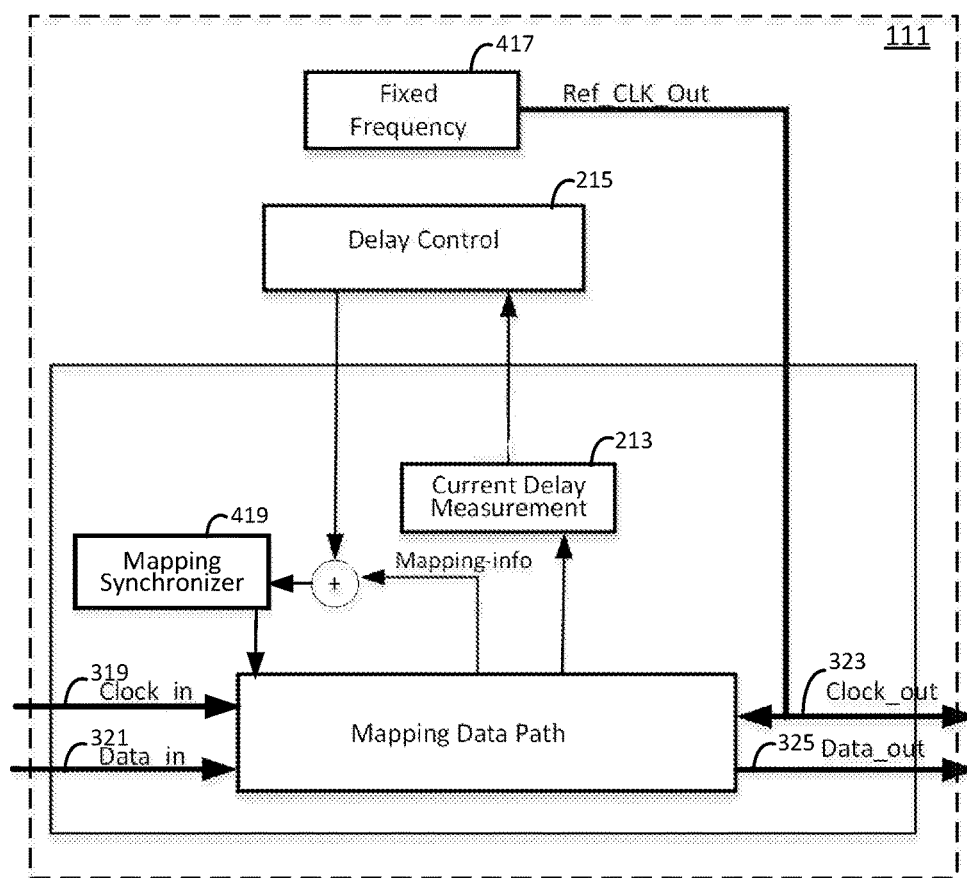 111
417
Fixed
Frequency
Ref_CLK_Out
215
Delay Control
213
Current Delay
Measurement
419
Mapping
Synchronizer
Mapping-info
+
319
Clock_in
323
Clock_out
Mapping Data Path
321
Data_in
325
Data_out